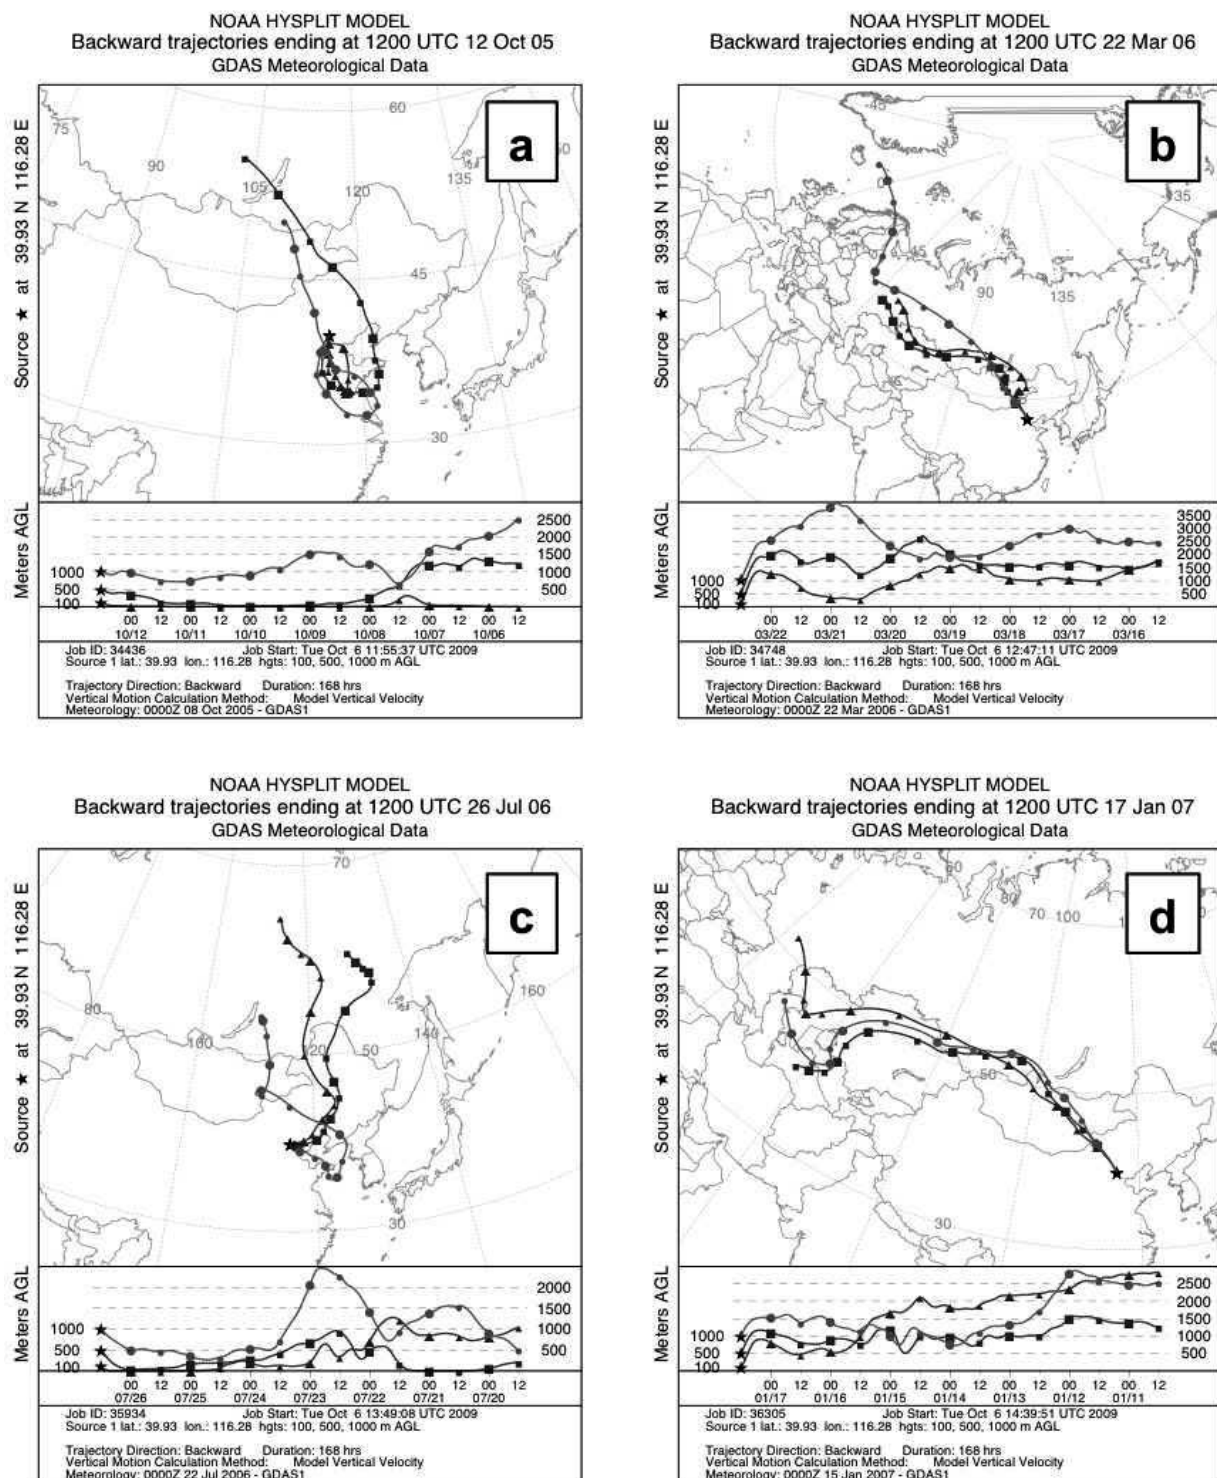 NOAA HYSPLIT MODEL
Backward trajectories ending at 1200 UTC 12 Oct 05
GDAS Meteorological Data
a
Source ★ at 39.93 N 116.28 E
75
90
105
60
120
135
45
30
Meters AGL
2500
2000
1500
1000
500
1000
500
100
00 12 00 12 00 12 00 12 00 12 00 12 00 12
10/12 10/11 10/10 10/09 10/08 10/07 10/06
Job ID: 34436 Job Start: Tue Oct 6 11:55:37 UTC 2009
Source 1 lat.: 39.93 lon.: 116.28 hgts: 100, 500, 1000 m AGL
Trajectory Direction: Backward Duration: 168 hrs
Vertical Motion Calculation Method: Model Vertical Velocity
Meteorology: 0000Z 08 Oct 2005 - GDAS1
NOAA HYSPLIT MODEL
Backward trajectories ending at 1200 UTC 22 Mar 06
GDAS Meteorological Data
b
Source ★ at 39.93 N 116.28 E
-45
0
45
90
135
-135
Meters AGL
3500
3000
2500
2000
1500
1000
500
1000
500
100
00 12 00 12 00 12 00 12 00 12 00 12 00 12
03/22 03/21 03/20 03/19 03/18 03/17 03/16
Job ID: 34748 Job Start: Tue Oct 6 12:47:11 UTC 2009
Source 1 lat.: 39.93 lon.: 116.28 hgts: 100, 500, 1000 m AGL
Trajectory Direction: Backward Duration: 168 hrs
Vertical Motion Calculation Method: Model Vertical Velocity
Meteorology: 0000Z 22 Mar 2006 - GDAS1
NOAA HYSPLIT MODEL
Backward trajectories ending at 1200 UTC 26 Jul 06
GDAS Meteorological Data
c
Source ★ at 39.93 N 116.28 E
70
80
100
120
50
140
160
30
Meters AGL
2000
1500
1000
500
1000
500
100
00 12 00 12 00 12 00 12 00 12 00 12 00 12
07/26 07/25 07/24 07/23 07/22 07/21 07/20
Job ID: 35934 Job Start: Tue Oct 6 13:49:08 UTC 2009
Source 1 lat.: 39.93 lon.: 116.28 hgts: 100, 500, 1000 m AGL
Trajectory Direction: Backward Duration: 168 hrs
Vertical Motion Calculation Method: Model Vertical Velocity
Meteorology: 0000Z 22 Jul 2006 - GDAS1
NOAA HYSPLIT MODEL
Backward trajectories ending at 1200 UTC 17 Jan 07
GDAS Meteorological Data
d
Source ★ at 39.93 N 116.28 E
60
80
70 100
50
30
Meters AGL
2500
2000
1500
1000
500
1000
500
100
00 12 00 12 00 12 00 12 00 12 00 12 00 12
01/17 01/16 01/15 01/14 01/13 01/12 01/11
Job ID: 36305 Job Start: Tue Oct 6 14:39:51 UTC 2009
Source 1 lat.: 39.93 lon.: 116.28 hgts: 100, 500, 1000 m AGL
Trajectory Direction: Backward Duration: 168 hrs
Vertical Motion Calculation Method: Model Vertical Velocity
Meteorology: 0000Z 15 Jan 2007 - GDAS1